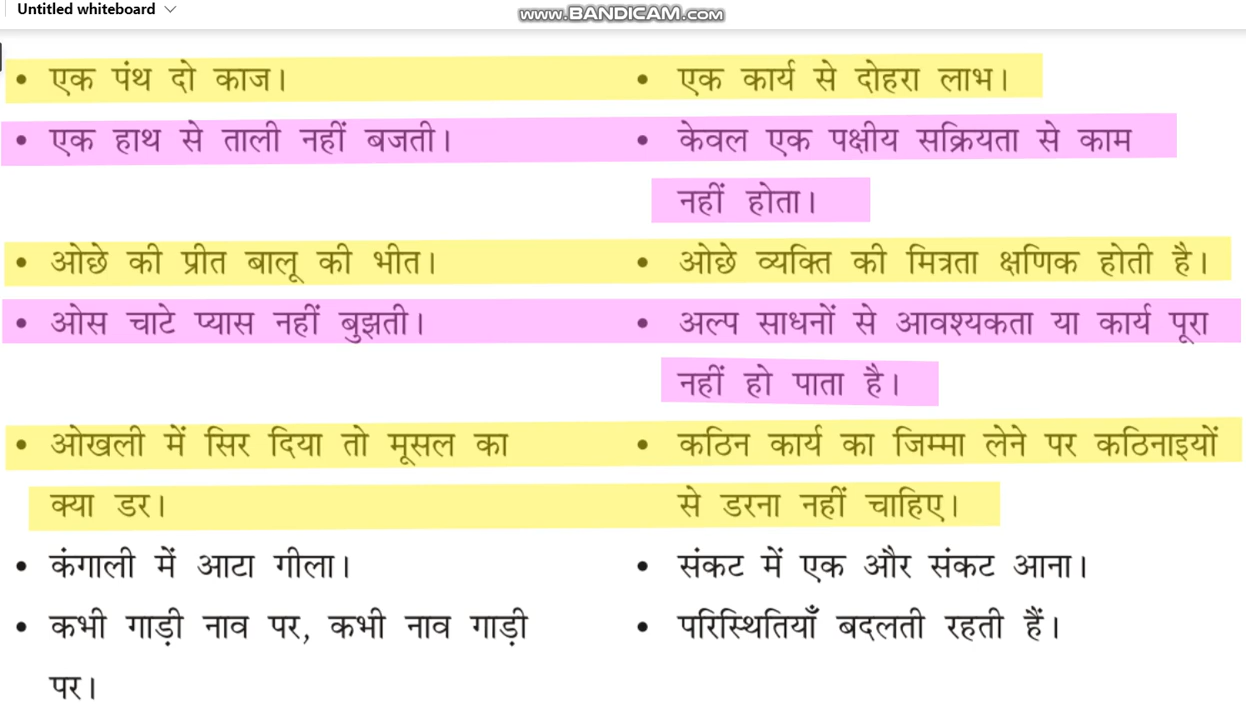 Untitled whiteboard
www.BANDICAM.com
• एक पंथ दो काज। • एक कार्य से दोहरा लाभ।
• एक हाथ से ताली नहीं बजती। • केवल एक पक्षीय सक्रियता से काम
नहीं होता।
• ओछे की प्रीत बालू की भीत। • ओछे व्यक्ति की मित्रता क्षणिक होती है।
• ओस चाटे प्यास नहीं बुझती। • अल्प साधनों से आवश्यकता या कार्य पूरा
नहीं हो पाता है।
• ओखली में सिर दिया तो मूसल का • कठिन कार्य का जिम्मा लेने पर कठिनाइयों
क्या डर। से डरना नहीं चाहिए।
• कंगाली में आटा गीला। • संकट में एक और संकट आना।
• कभी गाड़ी नाव पर, कभी नाव गाड़ी • परिस्थितियाँ बदलती रहती हैं।
पर।